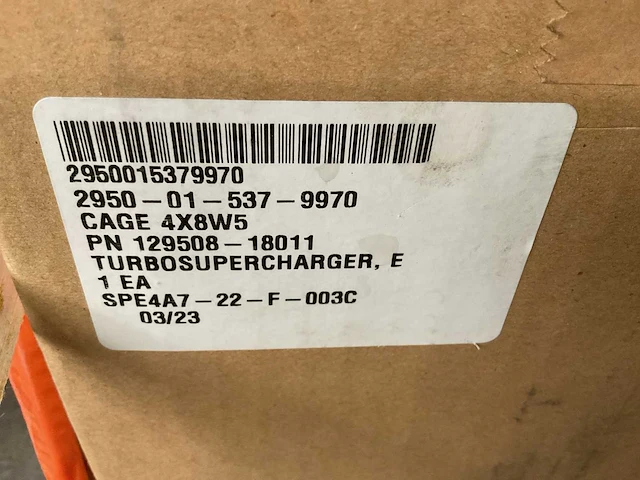 2950015379970
2950-01-537-9970
CAGE 4X8W5
PN 129508-18011
TURBOSUPERCHARGER, E
1 EA
SPE4A7-22-F-003C
03/23